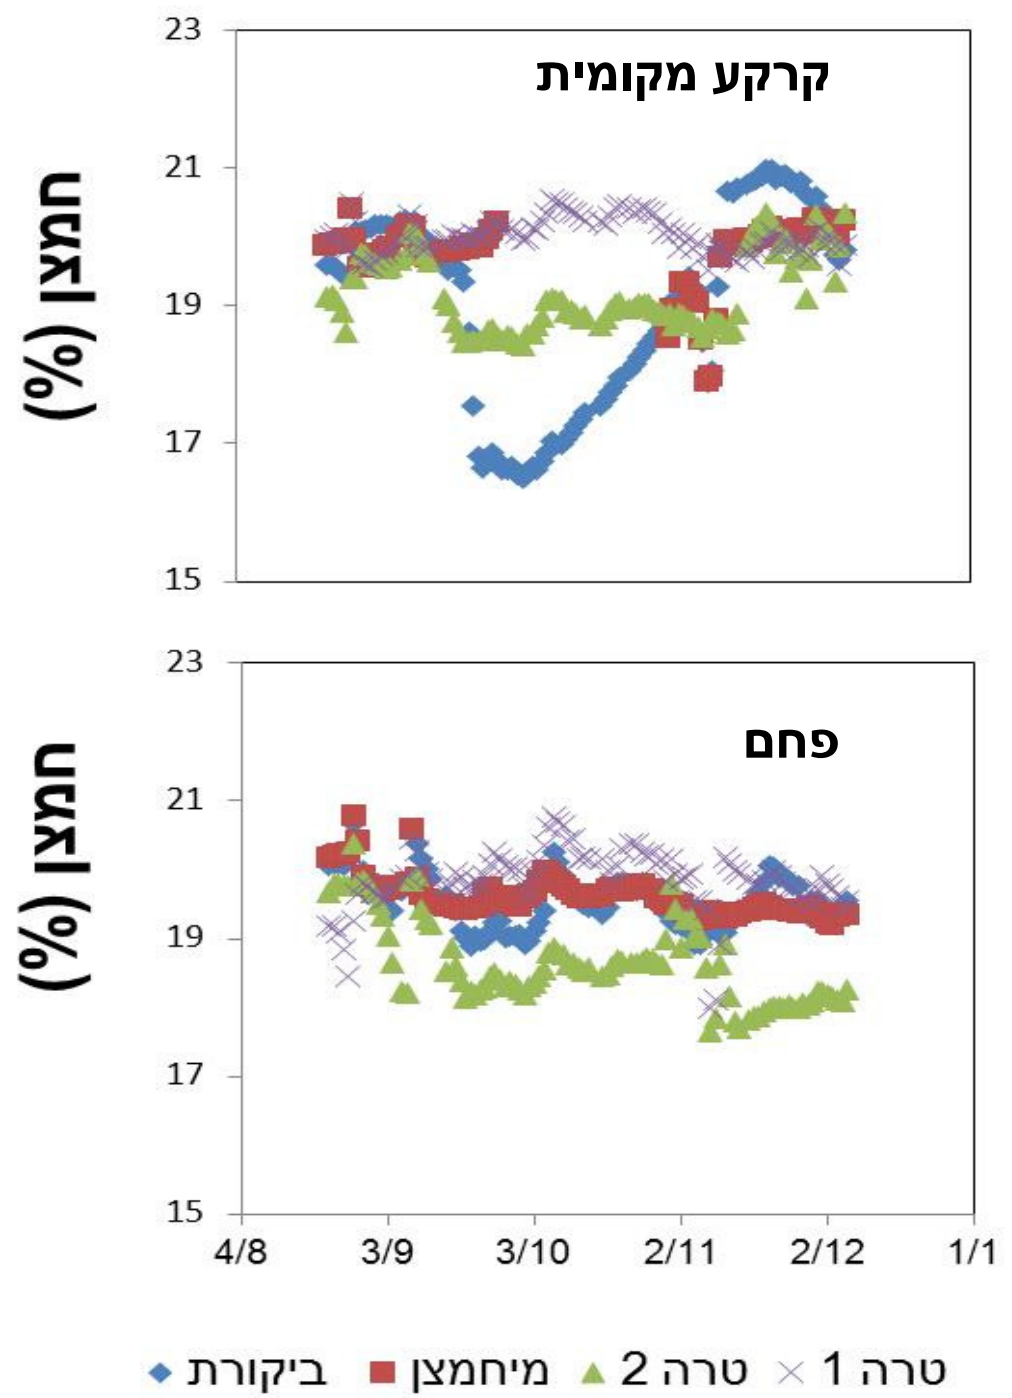 קרקע מקומית
חמצן (%)
23
21
19
17
15
פחם
חמצן (%)
23
21
19
17
15
4/8 3/9 3/10 2/11 2/12 1/1
ביקורת מיחמצן טרה 2 טרה 1